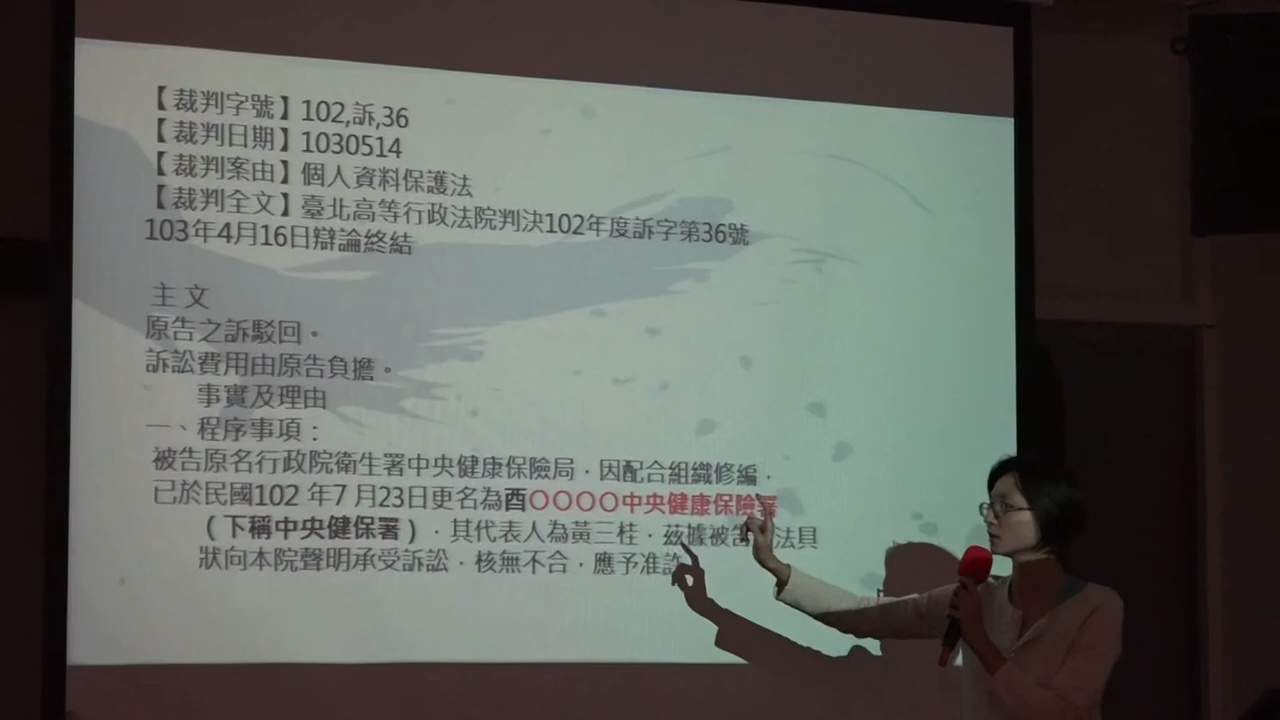 【裁判字號】102,訴,36
【裁判日期】1030514
【裁判案由】個人資料保護法
【裁判全文】臺北高等行政法院判決102年度訴字第36號
103年4月16日辯論終結
主文
原告之訴駁回。
訴訟費用由原告負擔。
事實及理由
一、程序事項：
被告原名行政院衛生署中央健康保險局，因配合組織修編，
已於民國102 年7 月23日更名為酉○○○○中央健康保險署
（下稱中央健保署），其代表人為黃三桂，茲據被告 法具
狀向本院聲明承受訴訟，核無不合，應予准許